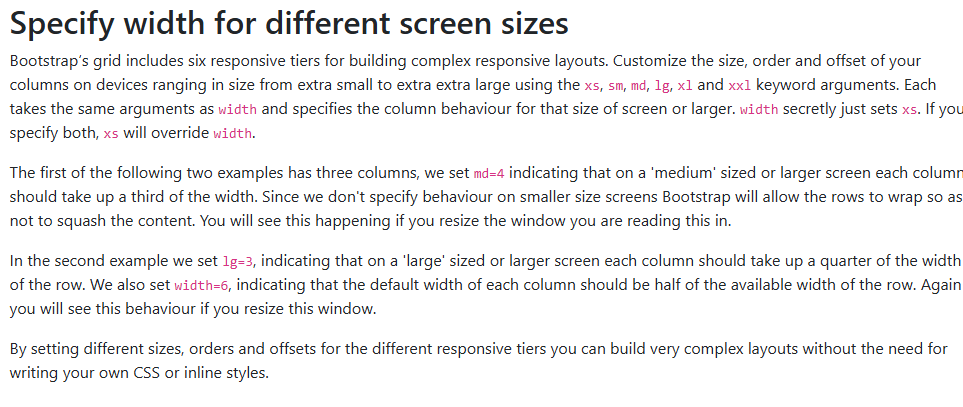 Specify width for different screen sizes
Bootstrap's grid includes six responsive tiers for building complex responsive layouts. Customize the size, order and offset of your
columns on devices ranging in size from extra small to extra extra large using the xs, sm, md, lg, xl and xxl keyword arguments. Each
takes the same arguments as width and specifies the column behaviour for that size of screen or larger. width secretly just sets xs. If you
specify both, xs will override width.
The first of the following two examples has three columns, we set md=4 indicating that on a 'medium' sized or larger screen each column
should take up a third of the width. Since we don't specify behaviour on smaller size screens Bootstrap will allow the rows to wrap so as
not to squash the content. You will see this happening if you resize the window you are reading this in.
In the second example we set lg=3, indicating that on a 'large' sized or larger screen each column should take up a quarter of the width
of the row. We also set width=6, indicating that the default width of each column should be half of the available width of the row. Again
you will see this behaviour if you resize this window.
By setting different sizes, orders and offsets for the different responsive tiers you can build very complex layouts without the need for
writing your own CSS or inline styles.